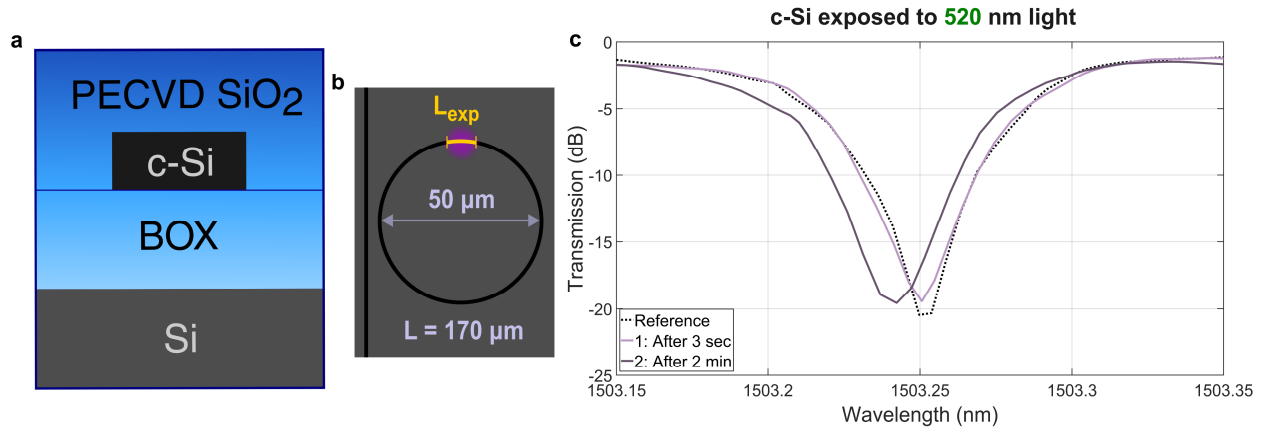 a
PECVD SiO2
c-Si
BOX
Si
b
Lexp
50 µm
L = 170 µm
c-Si exposed to 520 nm light
c
0
-5
-10
-15
-20
-25
Transmission (dB)
Reference
1: After 3 sec
2: After 2 min
1503.15 1503.2 1503.25 1503.3 1503.35
Wavelength (nm)